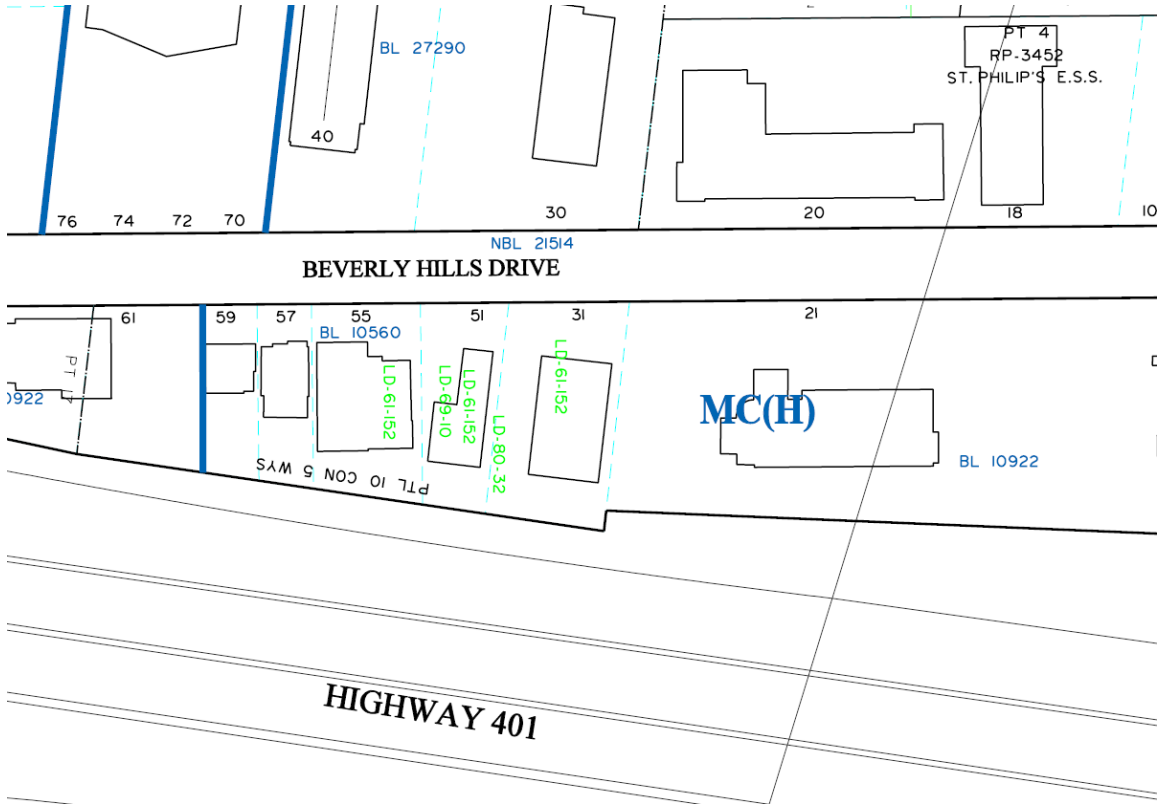 PT 4
RP-3452
ST. PHILIP'S E.S.S.
BL 27290
40
76
74
72
70
30
20
18
10
NBL 21514
BEVERLY HILLS DRIVE
61
59
57
55
51
31
21
BL 10560
PT 17
0922
LD-61-152
LD-69-10
LD-61-152
LD-80-32
LD-61-152
MC(H)
BL 10922
PTL 10 CON 5 WYS
HIGHWAY 401